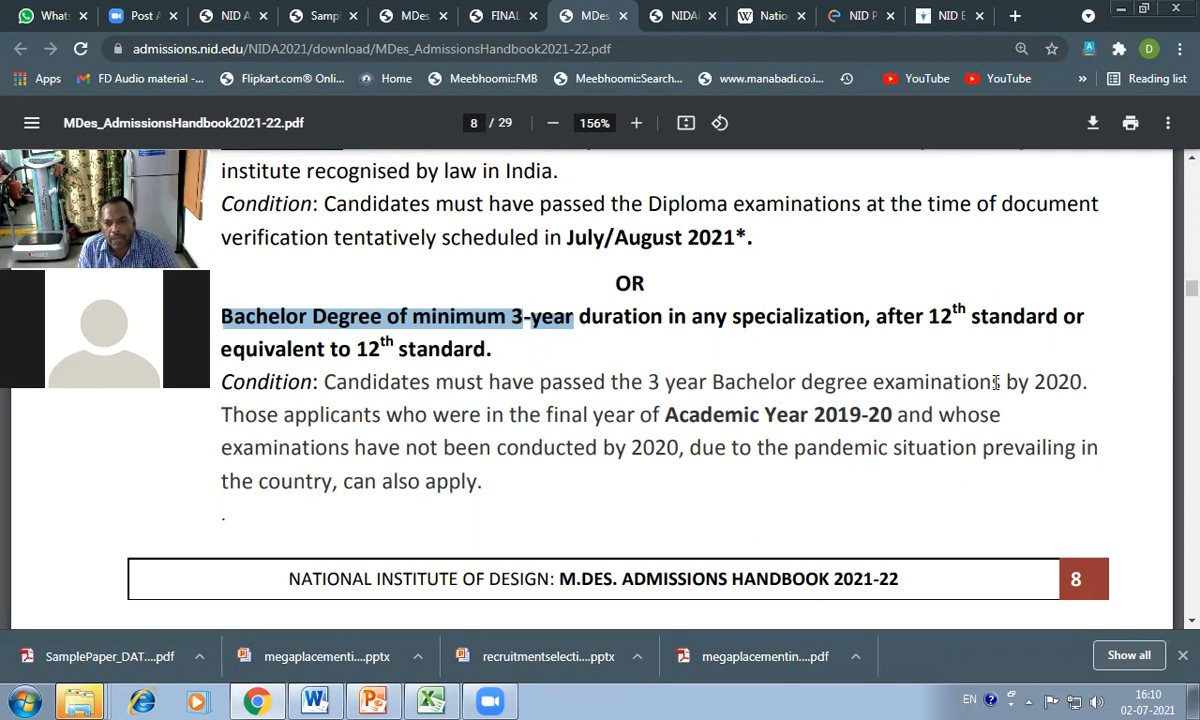 Whats
Post A
NID A
Sampl
MDes
FINAL
MDes
NIDA
Natio
NID P
NID E
admissions.nid.edu/NIDA2021/download/MDes_AdmissionsHandbook2021-22.pdf
D
Apps
FD Audio material -...
Flipkart.com® Onli...
Home
Meebhoomi::FMB
Meebhoomi::Search...
www.manabadi.co.i...
YouTube
YouTube
»
Reading list
MDes_AdmissionsHandbook2021-22.pdf
8 / 29
156%
institute recognised by law in India.
Condition: Candidates must have passed the Diploma examinations at the time of document
verification tentatively scheduled in July/August 2021*.
OR
Bachelor Degree of minimum 3-year duration in any specialization, after 12th standard or
equivalent to 12th standard.
Condition: Candidates must have passed the 3 year Bachelor degree examinations by 2020.
Those applicants who were in the final year of Academic Year 2019-20 and whose
examinations have not been conducted by 2020, due to the pandemic situation prevailing in
the country, can also apply.
.
NATIONAL INSTITUTE OF DESIGN: M.DES. ADMISSIONS HANDBOOK 2021-22
8
SamplePaper_DAT....pdf
megaplacementi....pptx
recruitmentselecti....pptx
megaplacementin....pdf
Show all
EN
16:10
02-07-2021